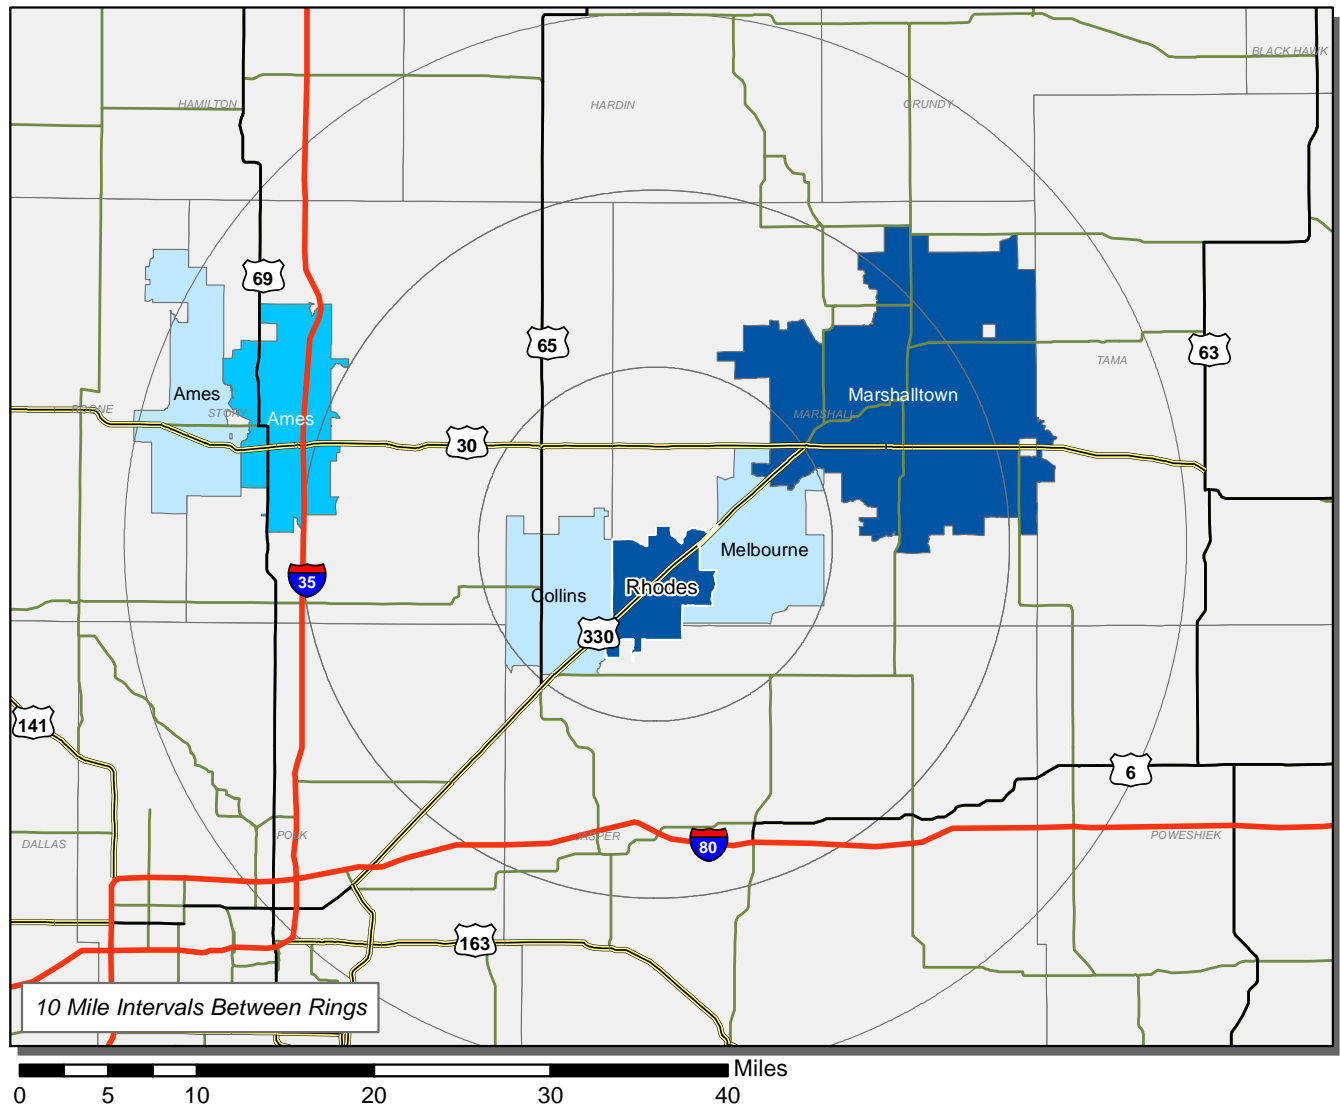 BLACK HAWK
HAMILTON
HARDIN
GRUNDY
69
65
63
TAMA
Ames
Marshalltown
BOONE
STORY
Ames
MARSHALL
30
Melbourne
35
Rhodes
Collins
330
141
6
DALLAS
POLK
JASPER
80
POWESHIEK
163
10 Mile Intervals Between Rings
Miles
0 5 10 20 30 40